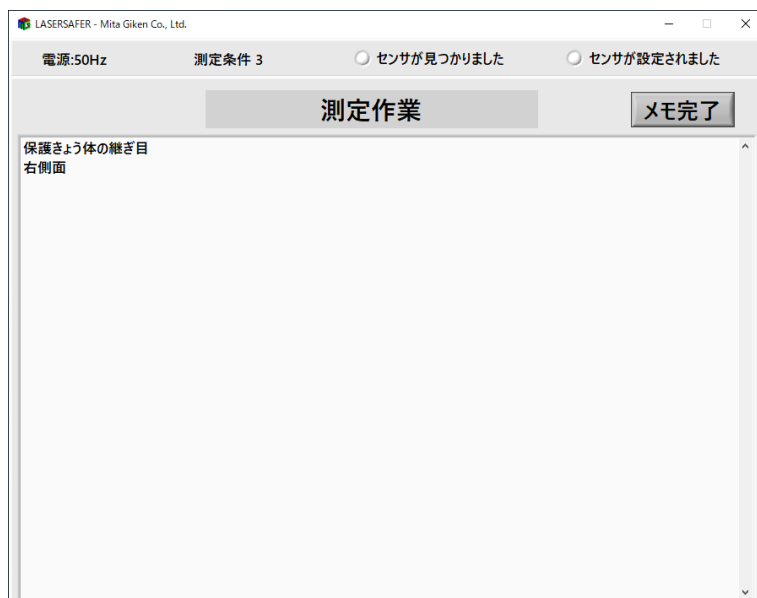 LASERSAFER - Mita Giken Co., Ltd.
電源:50Hz 測定条件 3 センサが見つかりました センサが設定されました
測定作業 メモ完了
保護きょう体の継ぎ目
右側面